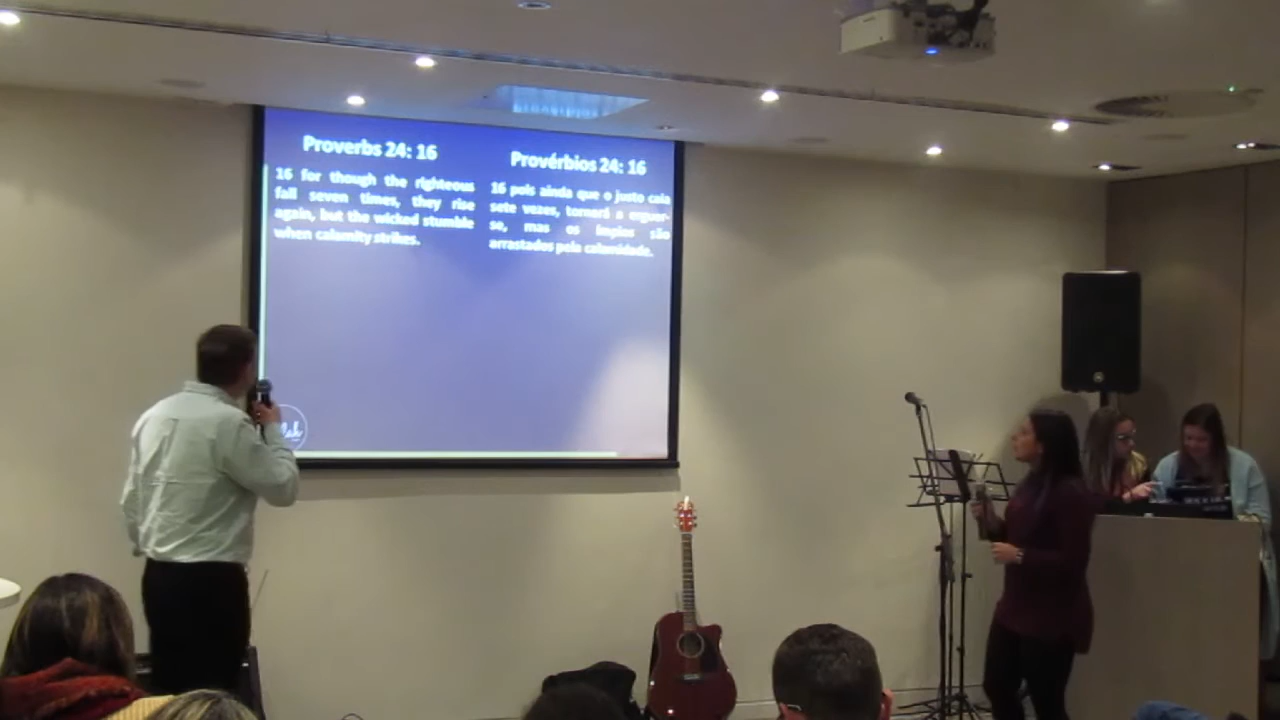 Proverbs 24: 16
16 for though the righteous
fall seven times, they rise
again, but the wicked stumble
when calamity strikes.
Provérbios 24: 16
16 pois ainda que o justo caia
sete vezes, tornará a erguer-
se, mas os ímpios são
arrastados pela calamidade.